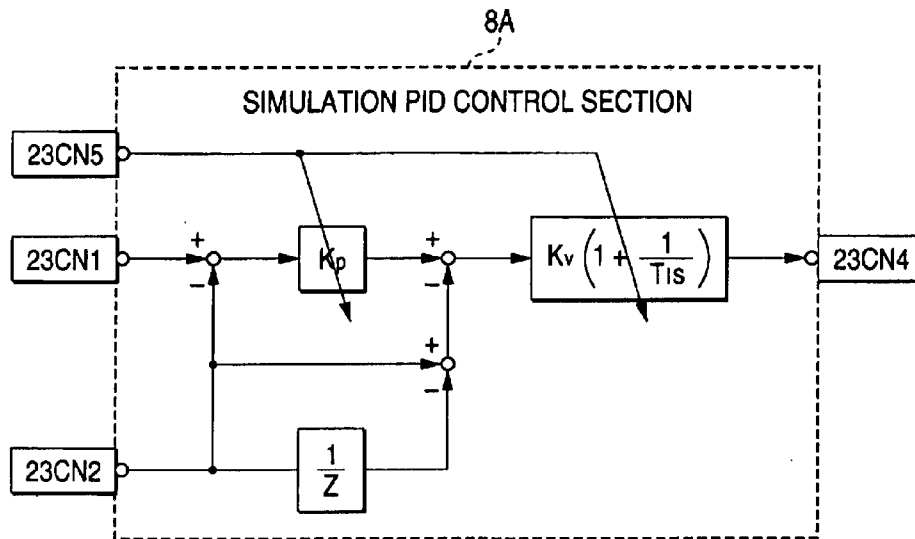 8A
SIMULATION PID CONTROL SECTION
23CN5
23CN1
+
−
Kp
+
−
Kv (1 + 1/TIS)
23CN4
+
−
23CN2
1/Z